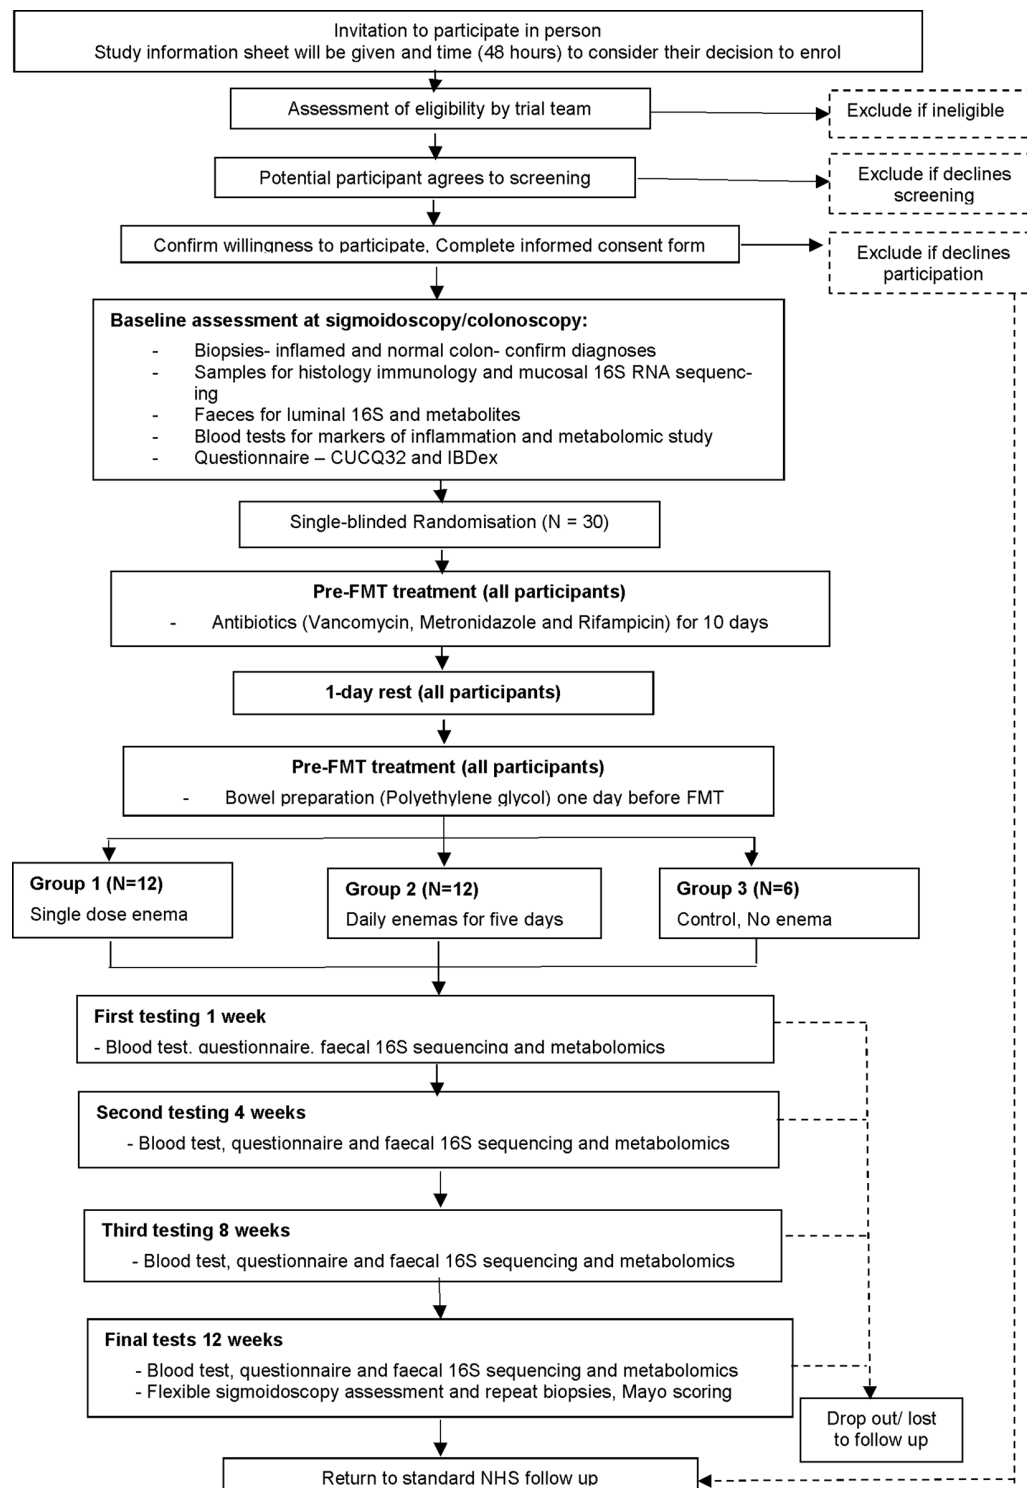 Invitation to participate in person
Study information sheet will be given and time (48 hours) to consider their decision to enrol
Assessment of eligibility by trial team
Exclude if ineligible
Potential participant agrees to screening
Exclude if declines
screening
Confirm willingness to participate. Complete informed consent form
Exclude if declines
participation
Baseline assessment at sigmoidoscopy/colonoscopy:
- Biopsies- inflamed and normal colon- confirm diagnoses
- Samples for histology immunology and mucosal 16S RNA sequenc-
ing
- Faeces for luminal 16S and metabolites
- Blood tests for markers of inflammation and metabolomic study
- Questionnaire – CUCQ32 and IBDex
Single-blinded Randomisation (N = 30)
Pre-FMT treatment (all participants)
- Antibiotics (Vancomycin, Metronidazole and Rifampicin) for 10 days
1-day rest (all participants)
Pre-FMT treatment (all participants)
- Bowel preparation (Polyethylene glycol) one day before FMT
Group 1 (N=12)
Single dose enema
Group 2 (N=12)
Daily enemas for five days
Group 3 (N=6)
Control, No enema
First testing 1 week
- Blood test, questionnaire, faecal 16S sequencing and metabolomics
Second testing 4 weeks
- Blood test, questionnaire and faecal 16S sequencing and metabolomics
Third testing 8 weeks
- Blood test, questionnaire and faecal 16S sequencing and metabolomics
Final tests 12 weeks
- Blood test, questionnaire and faecal 16S sequencing and metabolomics
- Flexible sigmoidoscopy assessment and repeat biopsies, Mayo scoring
Drop out/ lost
to follow up
Return to standard NHS follow up